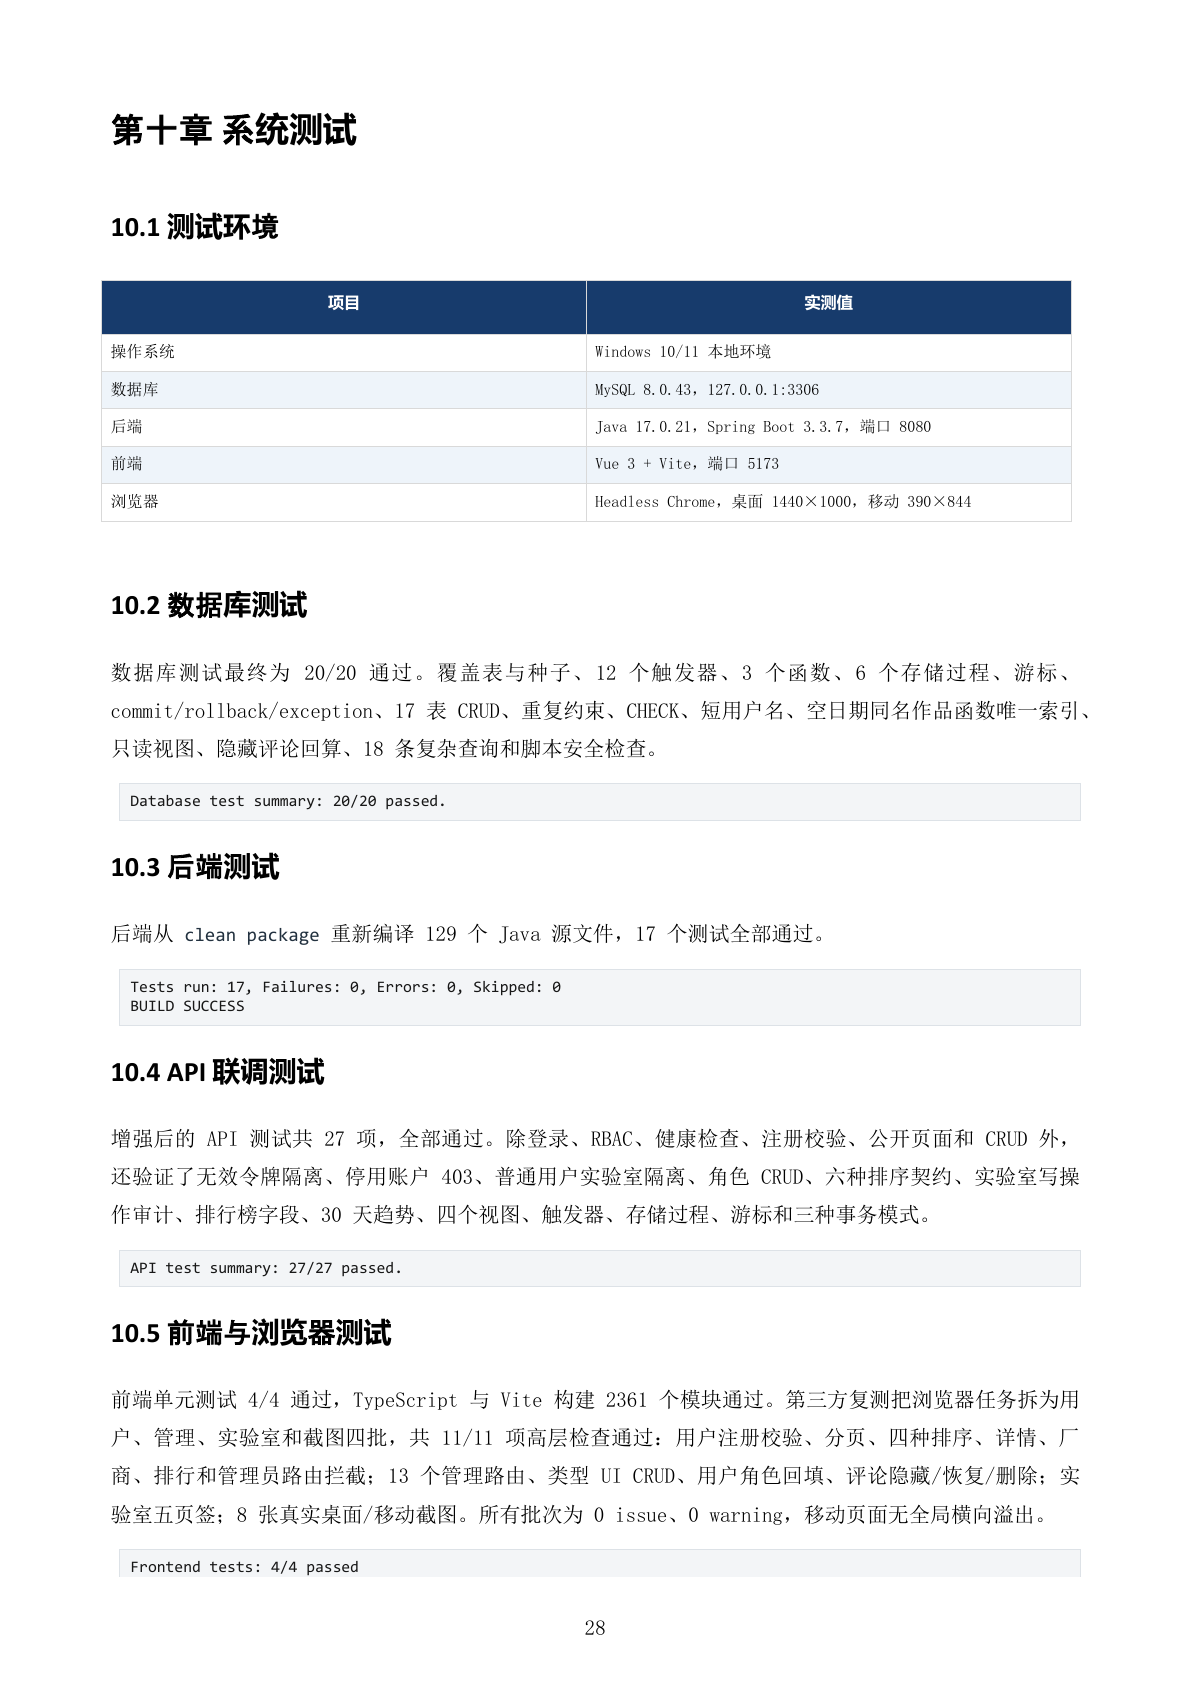 第十章 系统测试
10.1 测试环境
项目 实测值
操作系统 Windows 10/11 本地环境
数据库 MySQL 8.0.43，127.0.0.1:3306
后端 Java 17.0.21，Spring Boot 3.3.7，端口 8080
前端 Vue 3 + Vite，端口 5173
浏览器 Headless Chrome，桌面 1440×1000，移动 390×844
10.2 数据库测试
数据库测试最终为 20/20 通过。覆盖表与种子、12 个触发器、3 个函数、6 个存储过程、游标、
commit/rollback/exception、17 表 CRUD、重复约束、CHECK、短用户名、空日期同名作品函数唯一索引、
只读视图、隐藏评论回算、18 条复杂查询和脚本安全检查。
Database test summary: 20/20 passed.
10.3 后端测试
后端从 clean package 重新编译 129 个 Java 源文件，17 个测试全部通过。
Tests run: 17, Failures: 0, Errors: 0, Skipped: 0
BUILD SUCCESS
10.4 API 联调测试
增强后的 API 测试共 27 项，全部通过。除登录、RBAC、健康检查、注册校验、公开页面和 CRUD 外，
还验证了无效令牌隔离、停用账户 403、普通用户实验室隔离、角色 CRUD、六种排序契约、实验室写操
作审计、排行榜字段、30 天趋势、四个视图、触发器、存储过程、游标和三种事务模式。
API test summary: 27/27 passed.
10.5 前端与浏览器测试
前端单元测试 4/4 通过，TypeScript 与 Vite 构建 2361 个模块通过。第三方复测把浏览器任务拆为用
户、管理、实验室和截图四批，共 11/11 项高层检查通过：用户注册校验、分页、四种排序、详情、厂
商、排行和管理员路由拦截；13 个管理路由、类型 UI CRUD、用户角色回填、评论隐藏/恢复/删除；实
验室五页签；8 张真实桌面/移动截图。所有批次为 0 issue、0 warning，移动页面无全局横向溢出。
Frontend tests: 4/4 passed
28